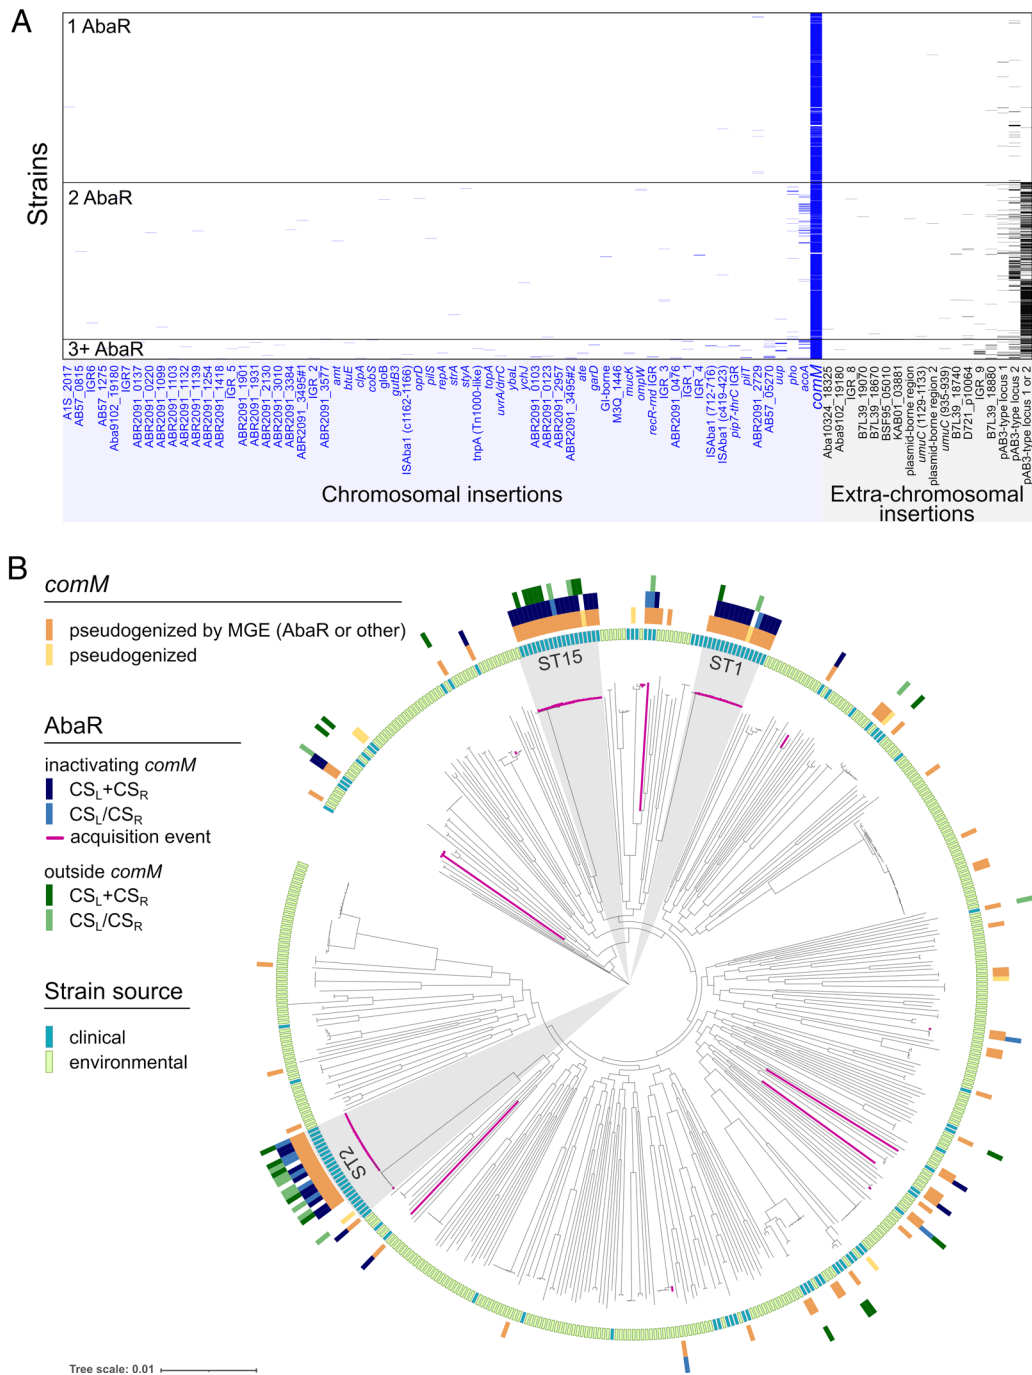 A
Strains
1 AbaR
2 AbaR
3+ AbaR
A1S_2017
AB57_0815
IGR6
AB57_1275
Aba9102_19180
IGR7
ABR2091_0137
ABR2091_0220
ABR2091_1099
ABR2091_1103
ABR2091_1132
ABR2091_1139
ABR2091_1254
ABR2091_1418
IGR_5
ABR2091_1901
ABR2091_1931
ABR2091_2130
ABR2091_3010
ABR2091_3384
ABR2091_3495#1
IGR_2
ABR2091_3577
amt
btuE
clpA
cobS
gloB
gutB3
ISAba1 (c1162-1166)
oprD
pilS
repA
strA
styA
tnpA (Tn1000-like)
topA
uvrA/dnrC
ybaL
ychJ
ABR2091_0103
ABR2091_0123
ABR2091_2957
ABR2091_3495#2
ate
garD
GI-borne
M3Q_1446
mucK
ompW
recR-rnd IGR
IGR_3
ABR2091_0476
IGR_1
IGR_4
ISAba1 (712-716)
ISAba1 (c419-423)
pip7-thrC IGR
pilT
ABR2091_2729
AB57_05270
uup
pho
acoA
comM
Aba10324_18325
Aba9102_19185
IGR_8
B7L39_19070
B7L39_18670
BSF95_05010
KAB0_03881
plasmid-borne region
umuC (1129-1133)
plasmid-borne region 2
umuC (935-939)
B7L39_18740
D721_p10064
IGR_9
B7L39_18880
pAB3-type locus 1
pAB3-type locus 2
pAB3-type locus 1 or 2
Chromosomal insertions
Extra-chromosomal
insertions
B
comM
pseudogenized by MGE (AbaR or other)
pseudogenized
AbaR
inactivating comM
CSL+CSR
CSL/CSR
acquisition event
outside comM
CSL+CSR
CSL/CSR
Strain source
clinical
environmental
ST15
ST1
ST2
Tree scale: 0.01